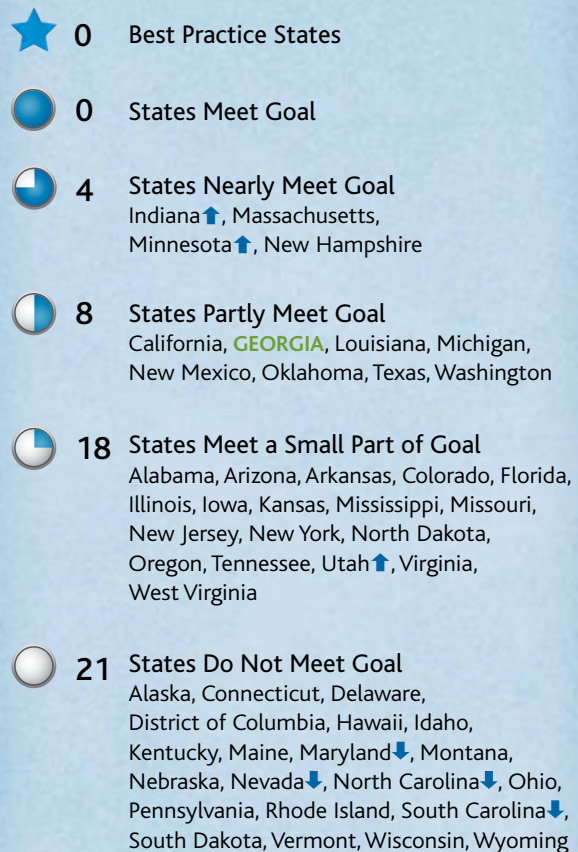 0 Best Practice States
0 States Meet Goal
4 States Nearly Meet Goal
Indiana⬆, Massachusetts,
Minnesota⬆, New Hampshire
8 States Partly Meet Goal
California, GEORGIA, Louisiana, Michigan,
New Mexico, Oklahoma, Texas, Washington
18 States Meet a Small Part of Goal
Alabama, Arizona, Arkansas, Colorado, Florida,
Illinois, Iowa, Kansas, Mississippi, Missouri,
New Jersey, New York, North Dakota,
Oregon, Tennessee, Utah⬆, Virginia,
West Virginia
21 States Do Not Meet Goal
Alaska, Connecticut, Delaware,
District of Columbia, Hawaii, Idaho,
Kentucky, Maine, Maryland⬇, Montana,
Nebraska, Nevada⬇, North Carolina⬇, Ohio,
Pennsylvania, Rhode Island, South Carolina⬇,
South Dakota, Vermont, Wisconsin, Wyoming